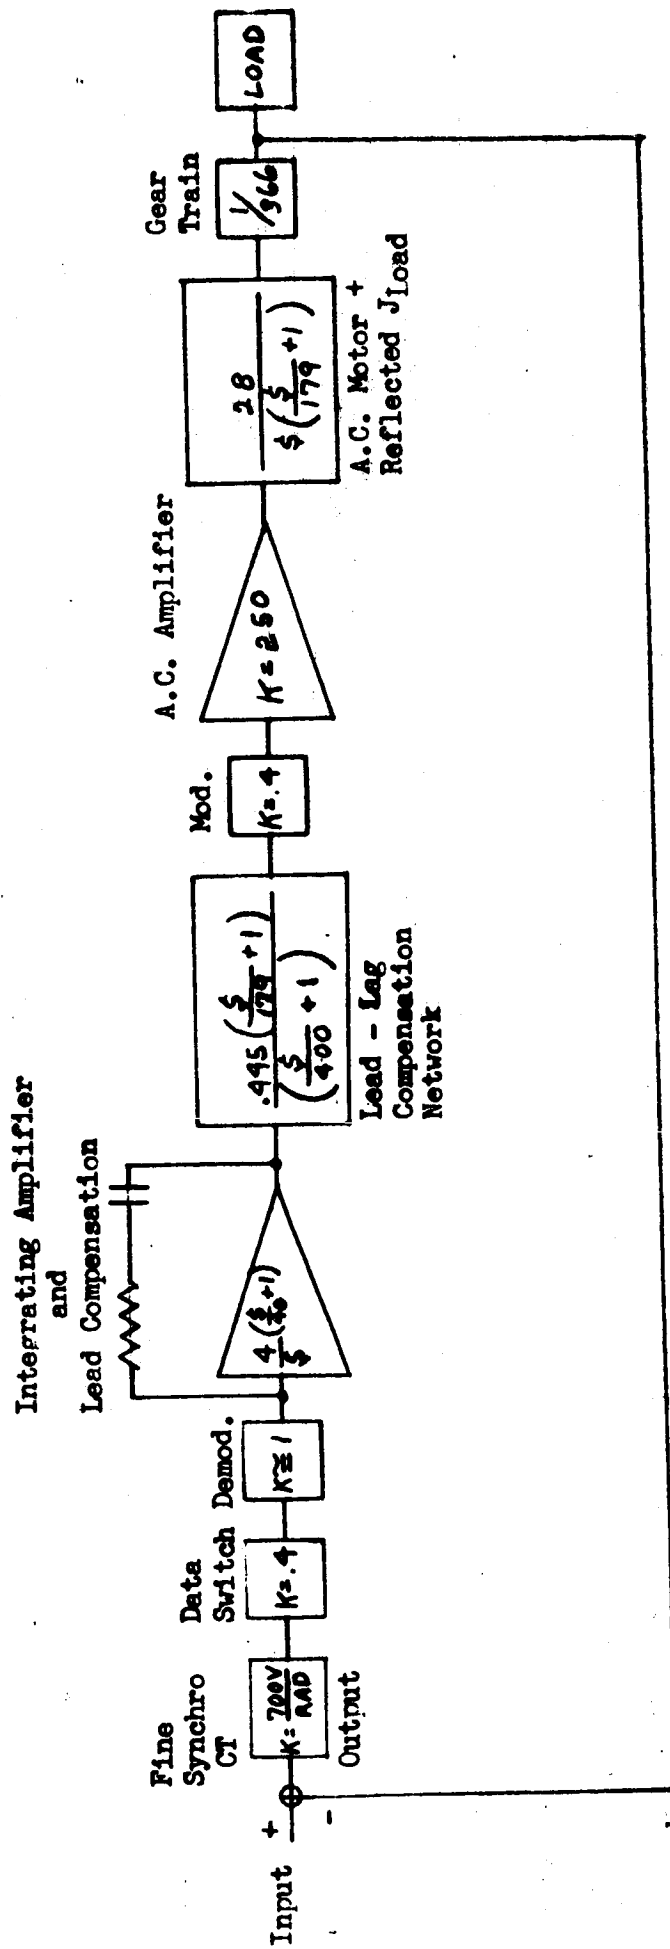 Input
+
-
Fine
Synchro
CT
K = 700V/RAD
Output
Data
Switch
K=.4
Demod.
K≅1
Integrating Amplifier
and
Lead Compensation
4(s/40+1)
s
.445(s/179+1)
(s/400+1)
Lead - Lag
Compensation
Network
Mod.
K=.4
A.C. Amplifier
K=250
28
s(s/179+1)
A.C. Motor +
Reflected JLoad
Gear
Train
1/366
LOAD